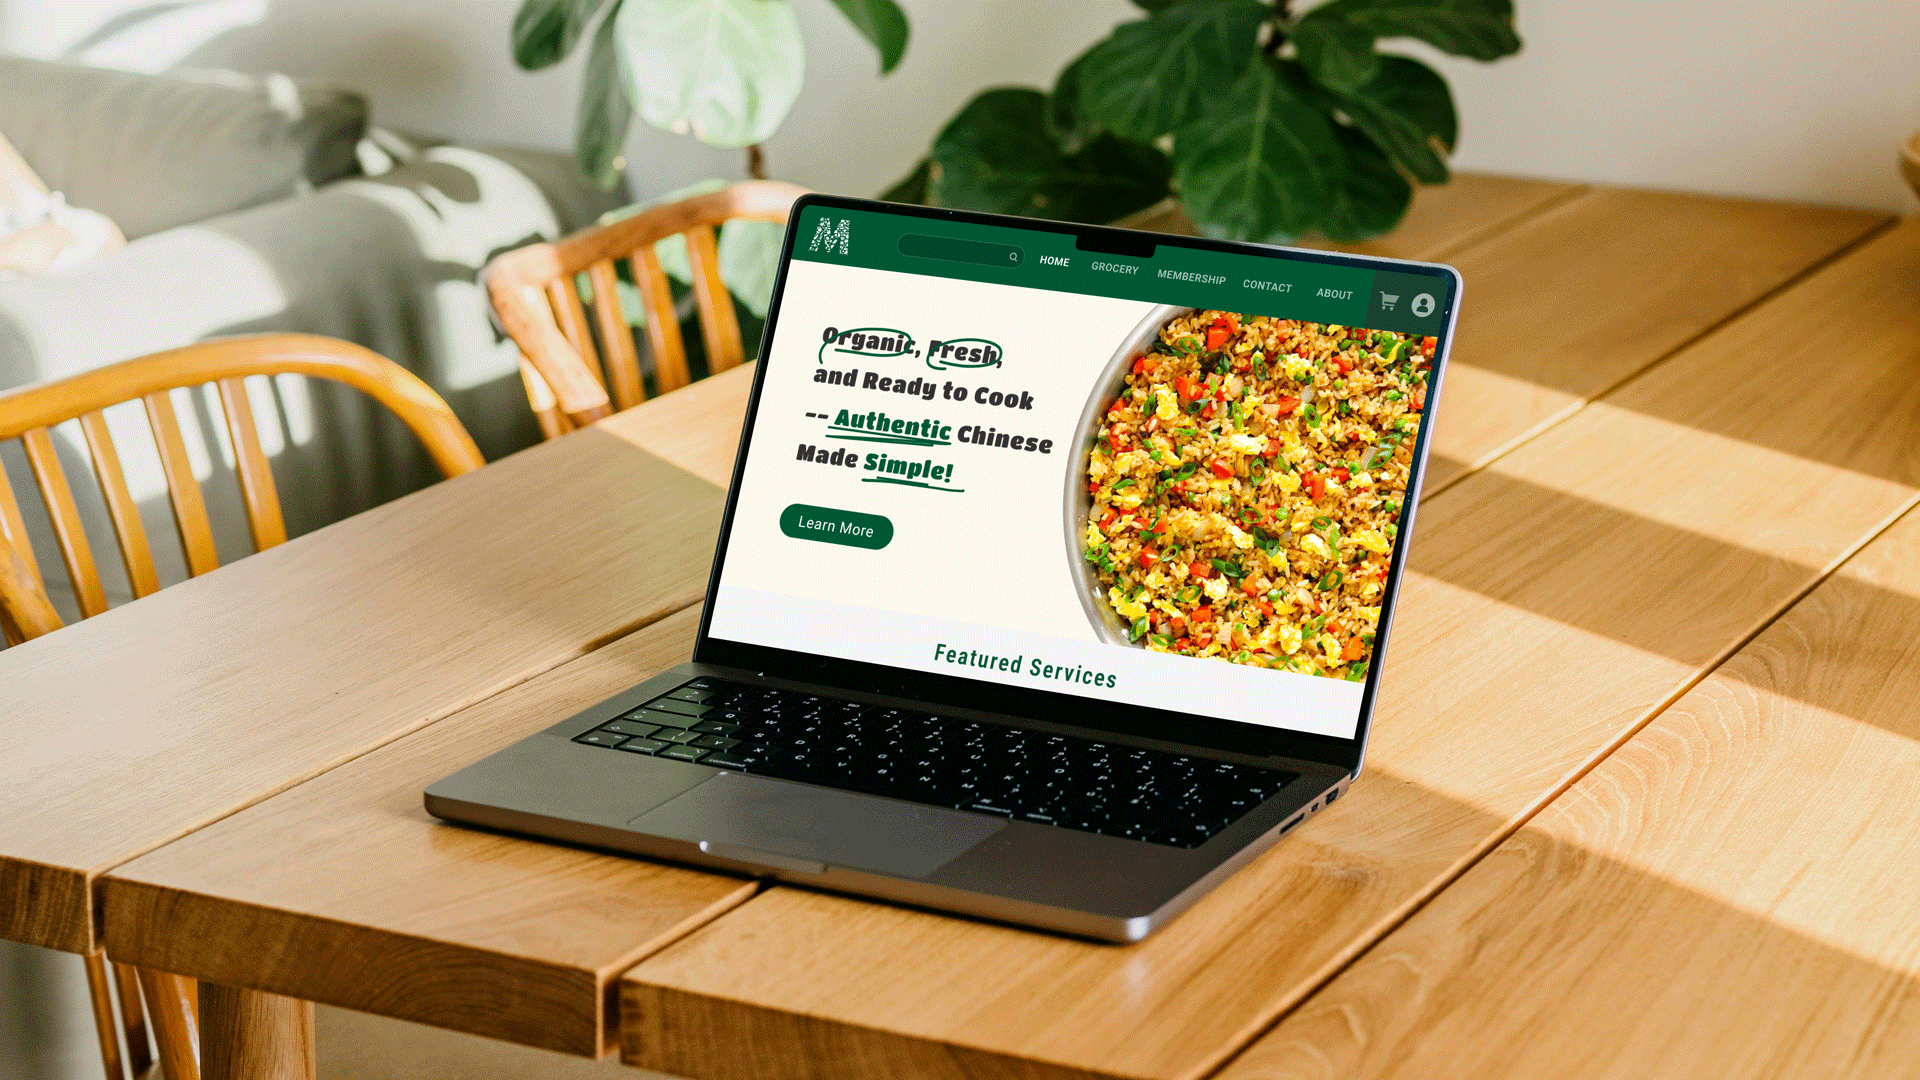 M
HOME
GROCERY
MEMBERSHIP
CONTACT
ABOUT
Organic, Fresh,
and Ready to Cook
-- Authentic Chinese
Made Simple!
Learn More
Featured Services